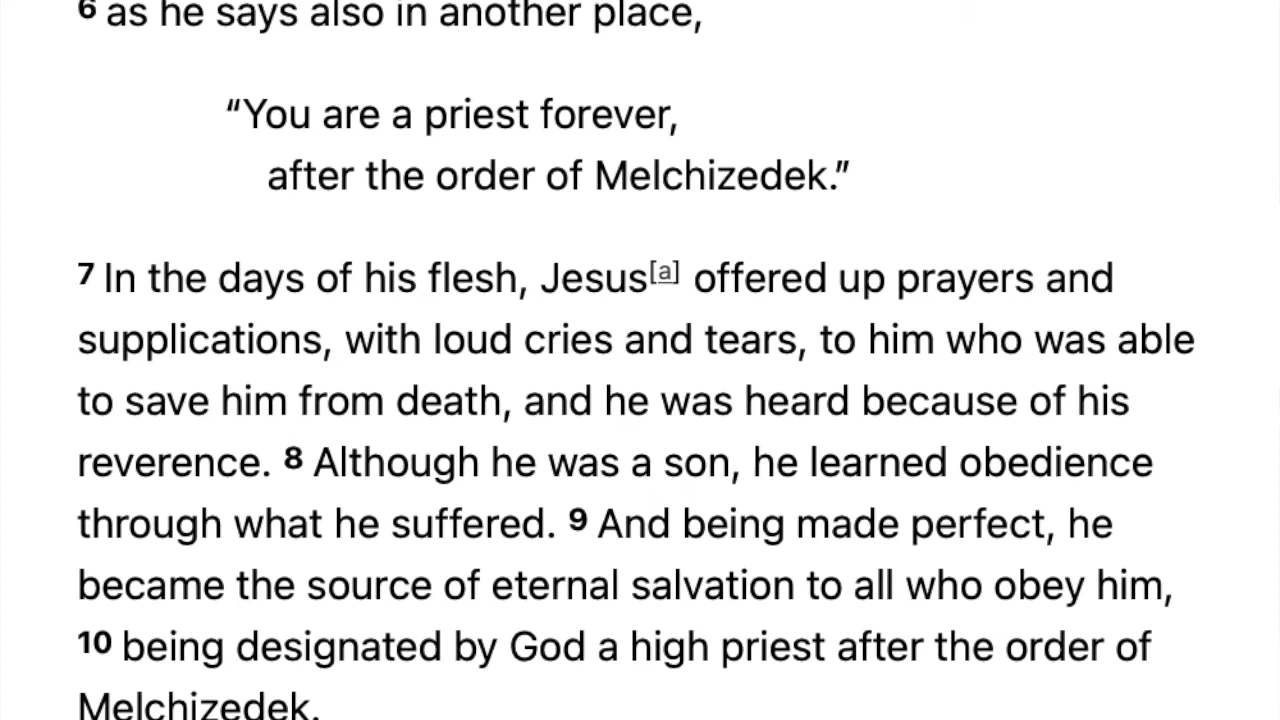 6 as he says also in another place,
“You are a priest forever,
after the order of Melchizedek.”
7 In the days of his flesh, Jesus[a] offered up prayers and
supplications, with loud cries and tears, to him who was able
to save him from death, and he was heard because of his
reverence. 8 Although he was a son, he learned obedience
through what he suffered. 9 And being made perfect, he
became the source of eternal salvation to all who obey him,
10 being designated by God a high priest after the order of
Melchizedek.